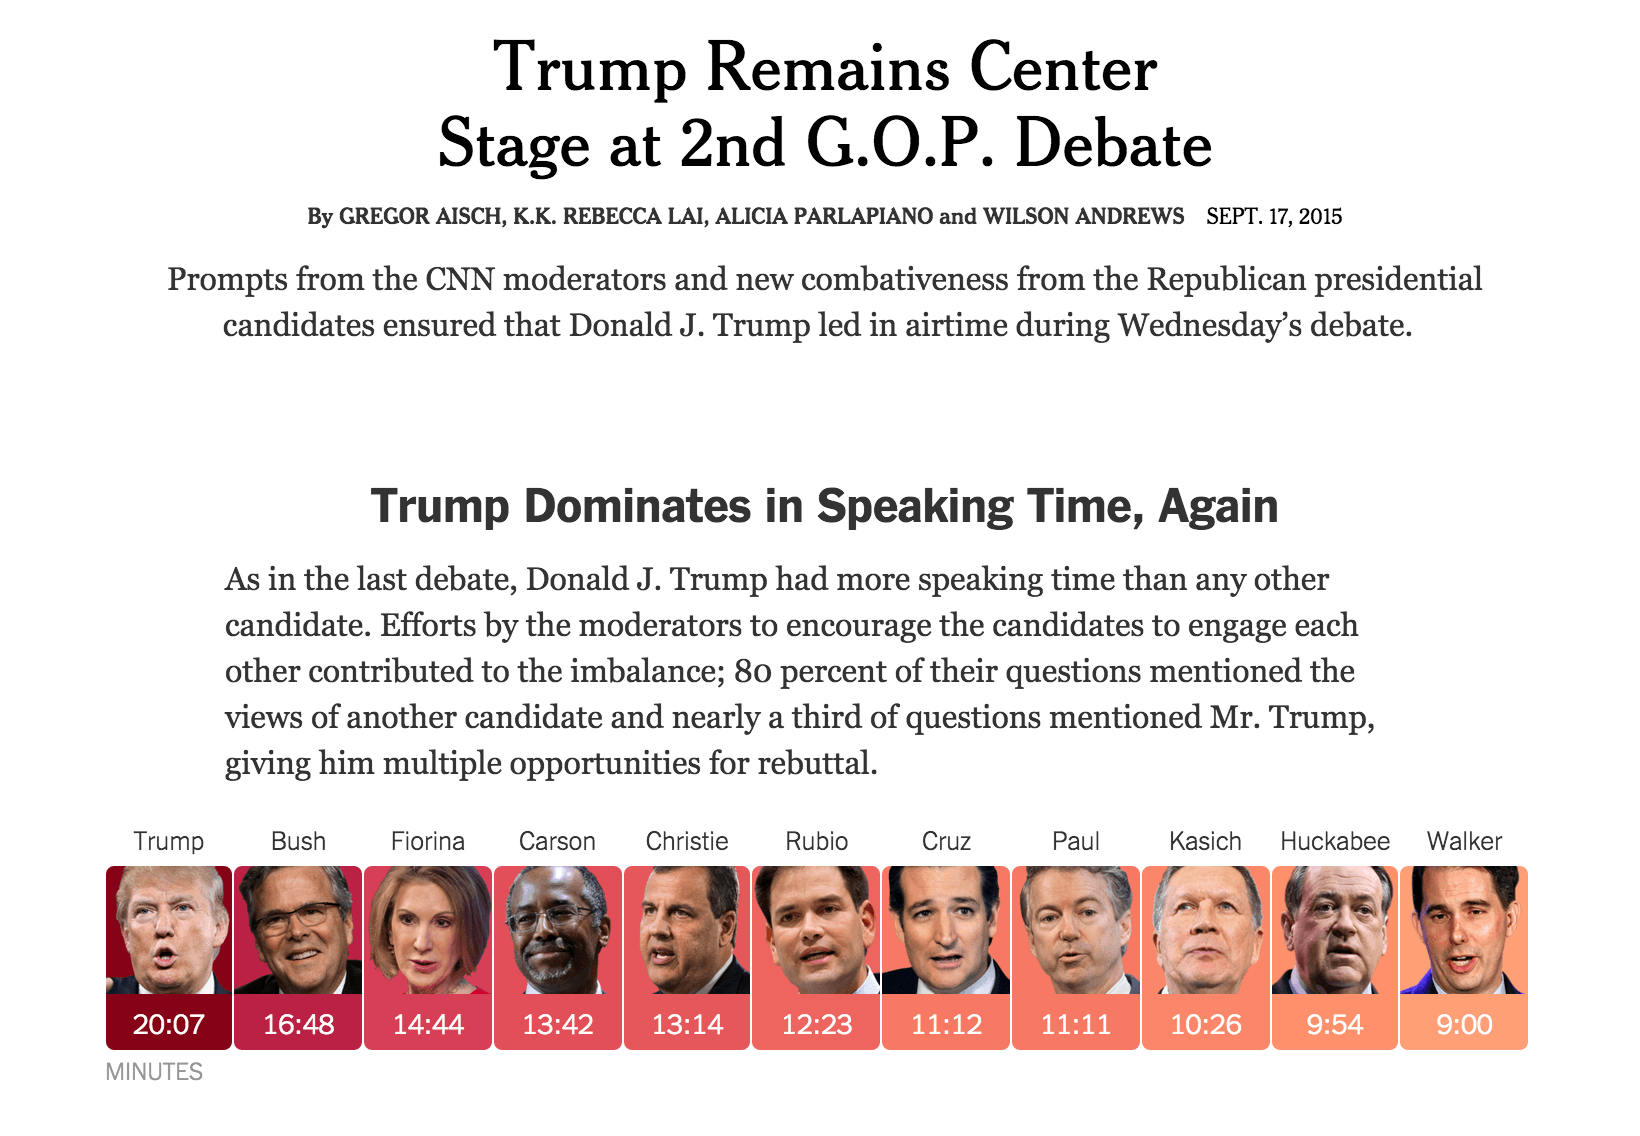 Trump Remains Center
Stage at 2nd G.O.P. Debate
By GREGOR AISCH, K.K. REBECCA LAI, ALICIA PARLAPIANO and WILSON ANDREWS SEPT. 17, 2015
Prompts from the CNN moderators and new combativeness from the Republican presidential
candidates ensured that Donald J. Trump led in airtime during Wednesday’s debate.
Trump Dominates in Speaking Time, Again
As in the last debate, Donald J. Trump had more speaking time than any other
candidate. Efforts by the moderators to encourage the candidates to engage each
other contributed to the imbalance; 80 percent of their questions mentioned the
views of another candidate and nearly a third of questions mentioned Mr. Trump,
giving him multiple opportunities for rebuttal.
Trump Bush Fiorina Carson Christie Rubio Cruz Paul Kasich Huckabee Walker
20:07 16:48 14:44 13:42 13:14 12:23 11:12 11:11 10:26 9:54 9:00
MINUTES